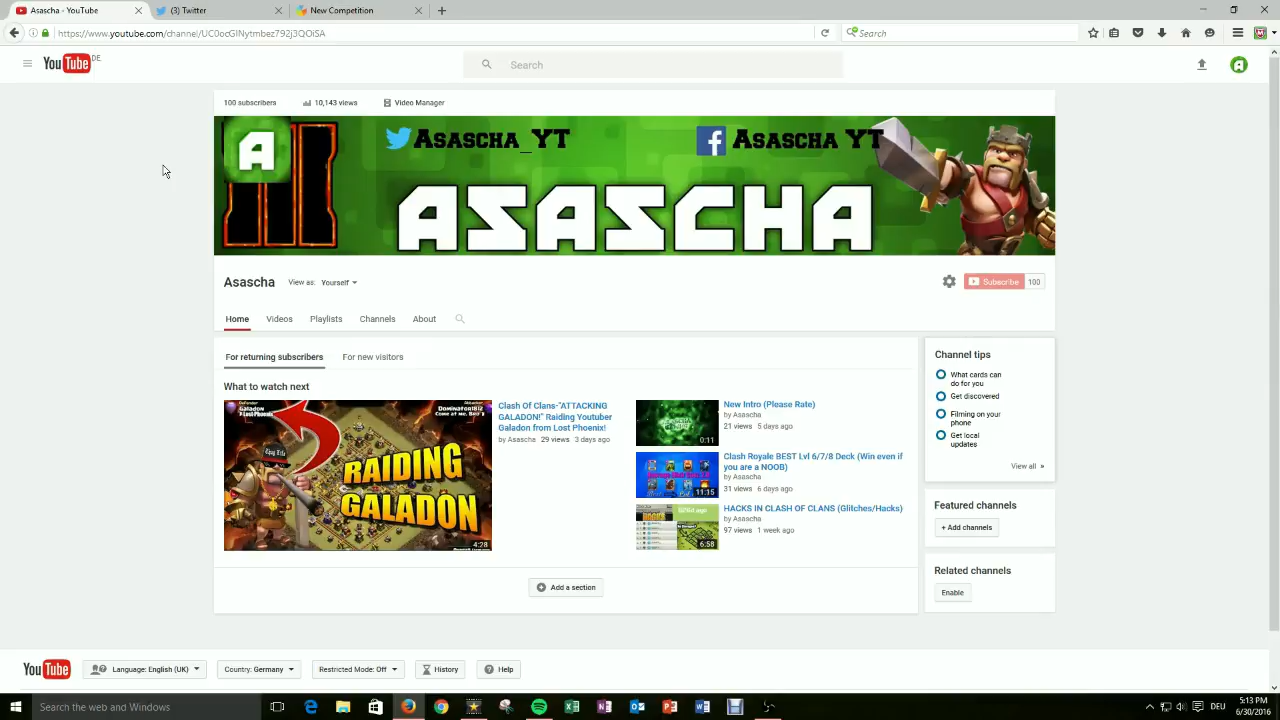 Asascha - YouTube
(3) Twitter
New Competition
https://www.youtube.com/channel/UC0ocGlNytmbez792j3QOiSA
Search
YouTube DE
Search
100 subscribers
10,143 views
Video Manager
A
Asascha_YT
Asascha YT
ASASCHA
Asascha
View as: Yourself
Subscribe 100
Home
Videos
Playlists
Channels
About
For returning subscribers
For new visitors
What to watch next
Defender
Galadon
Lost Phoenix!
RAIDING
GALADON
4:28
Clash Of Clans-"ATTACKING
GALADON!" Raiding Youtuber
Galadon from Lost Phoenix!
by Asascha 29 views 3 days ago
0:11
New Intro (Please Rate)
by Asascha
21 views 5 days ago
11:15
Clash Royale BEST Lvl 6/7/8 Deck (Win even if
you are a NOOB)
by Asascha
31 views 6 days ago
6:58
HACKS IN CLASH OF CLANS (Glitches/Hacks)
by Asascha
97 views 1 week ago
Add a section
Channel tips
What cards can
do for you
Get discovered
Filming on your
phone
Get local
updates
View all »
Featured channels
+ Add channels
Related channels
Enable
YouTube
Language: English (UK)
Country: Germany
Restricted Mode: Off
History
Help
Search the web and Windows
DEU
5:13 PM
6/30/2016